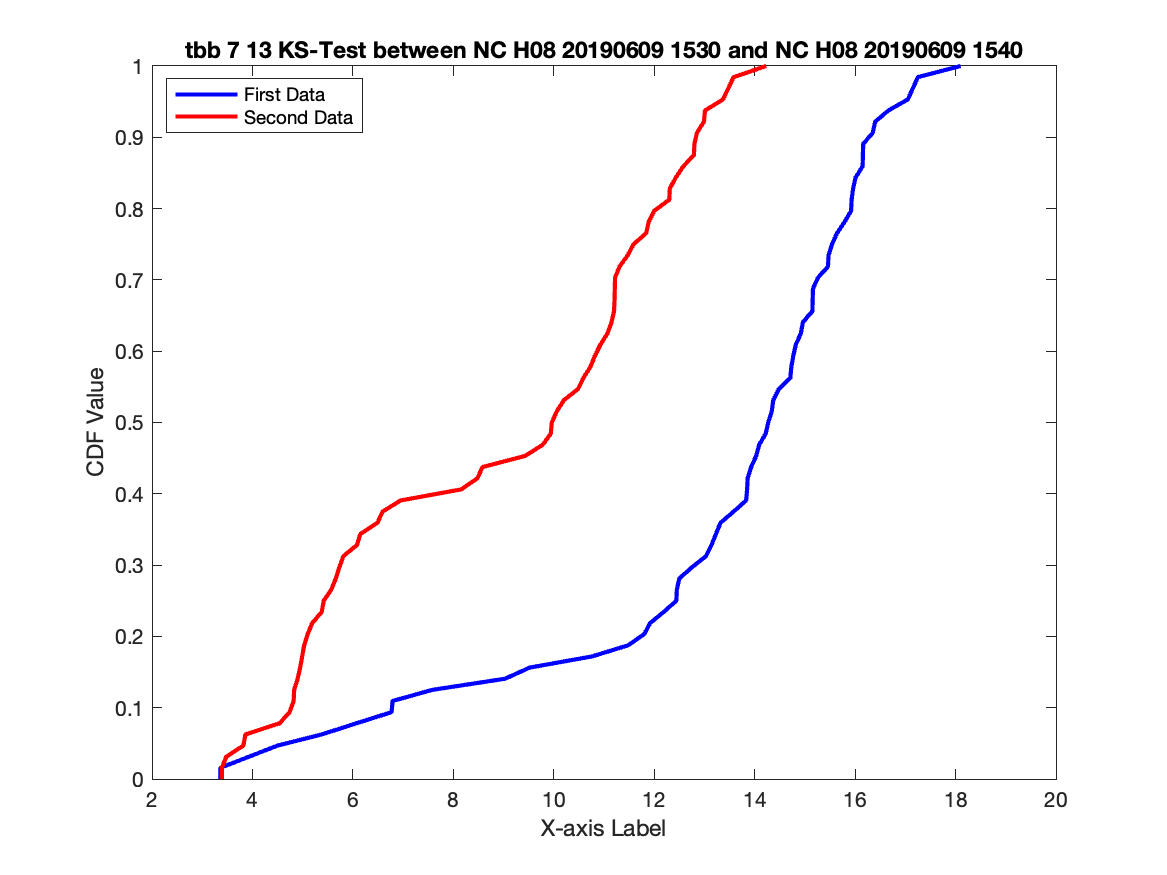 tbb 7 13 KS-Test between NC H08 20190609 1530 and NC H08 20190609 1540
First Data
Second Data
CDF Value
1
0.9
0.8
0.7
0.6
0.5
0.4
0.3
0.2
0.1
0
2 4 6 8 10 12 14 16 18 20
X-axis Label